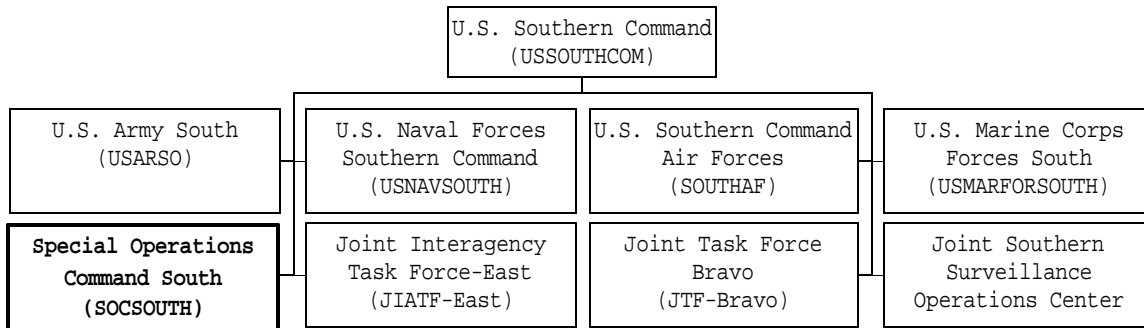 U.S. Southern Command
(USSOUTHCOM)
U.S. Army South
(USARSO)
U.S. Naval Forces
Southern Command
(USNAVSOUTH)
U.S. Southern Command
Air Forces
(SOUTHAF)
U.S. Marine Corps
Forces South
(USMARFORSOUTH)
Special Operations
Command South
(SOCSOUTH)
Joint Interagency
Task Force-East
(JIATF-East)
Joint Task Force
Bravo
(JTF-Bravo)
Joint Southern
Surveillance
Operations Center